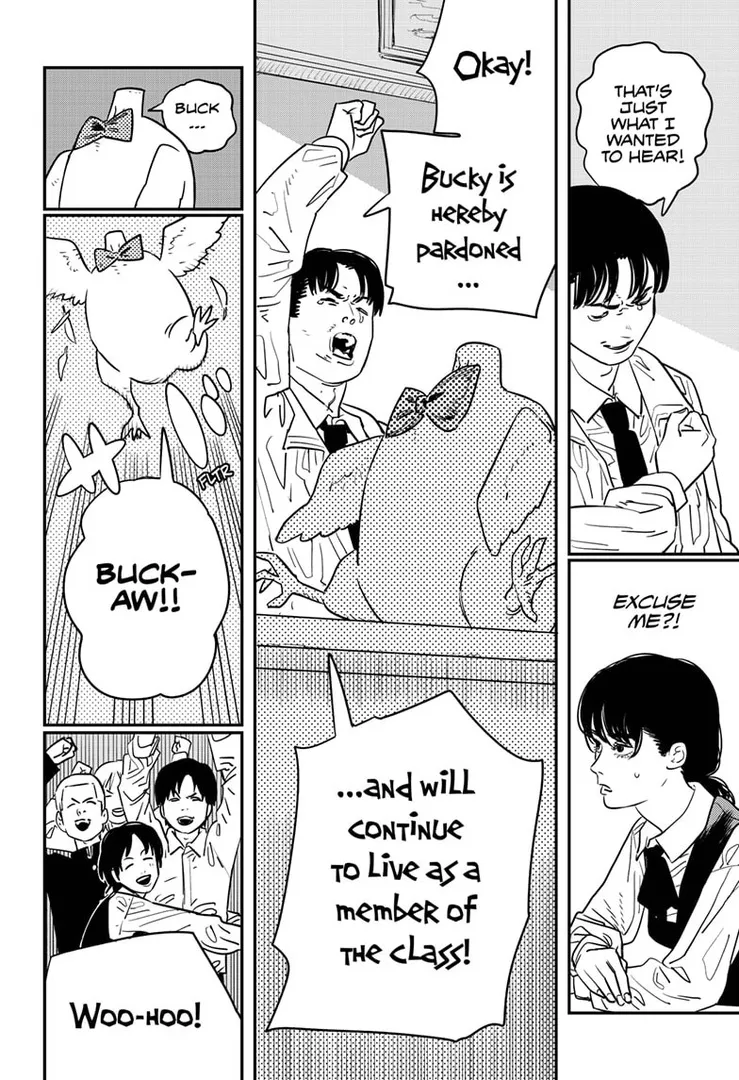 THAT'S
JUST
WHAT I
WANTED
TO HEAR!
EXCUSE
ME?!
Okay!
Bucky is
hereby
pardoned
...
...and will
continue
to live as a
member of
the class!
BUCK
...
FLTR
BUCK-
AW!!
Woo-hoo!